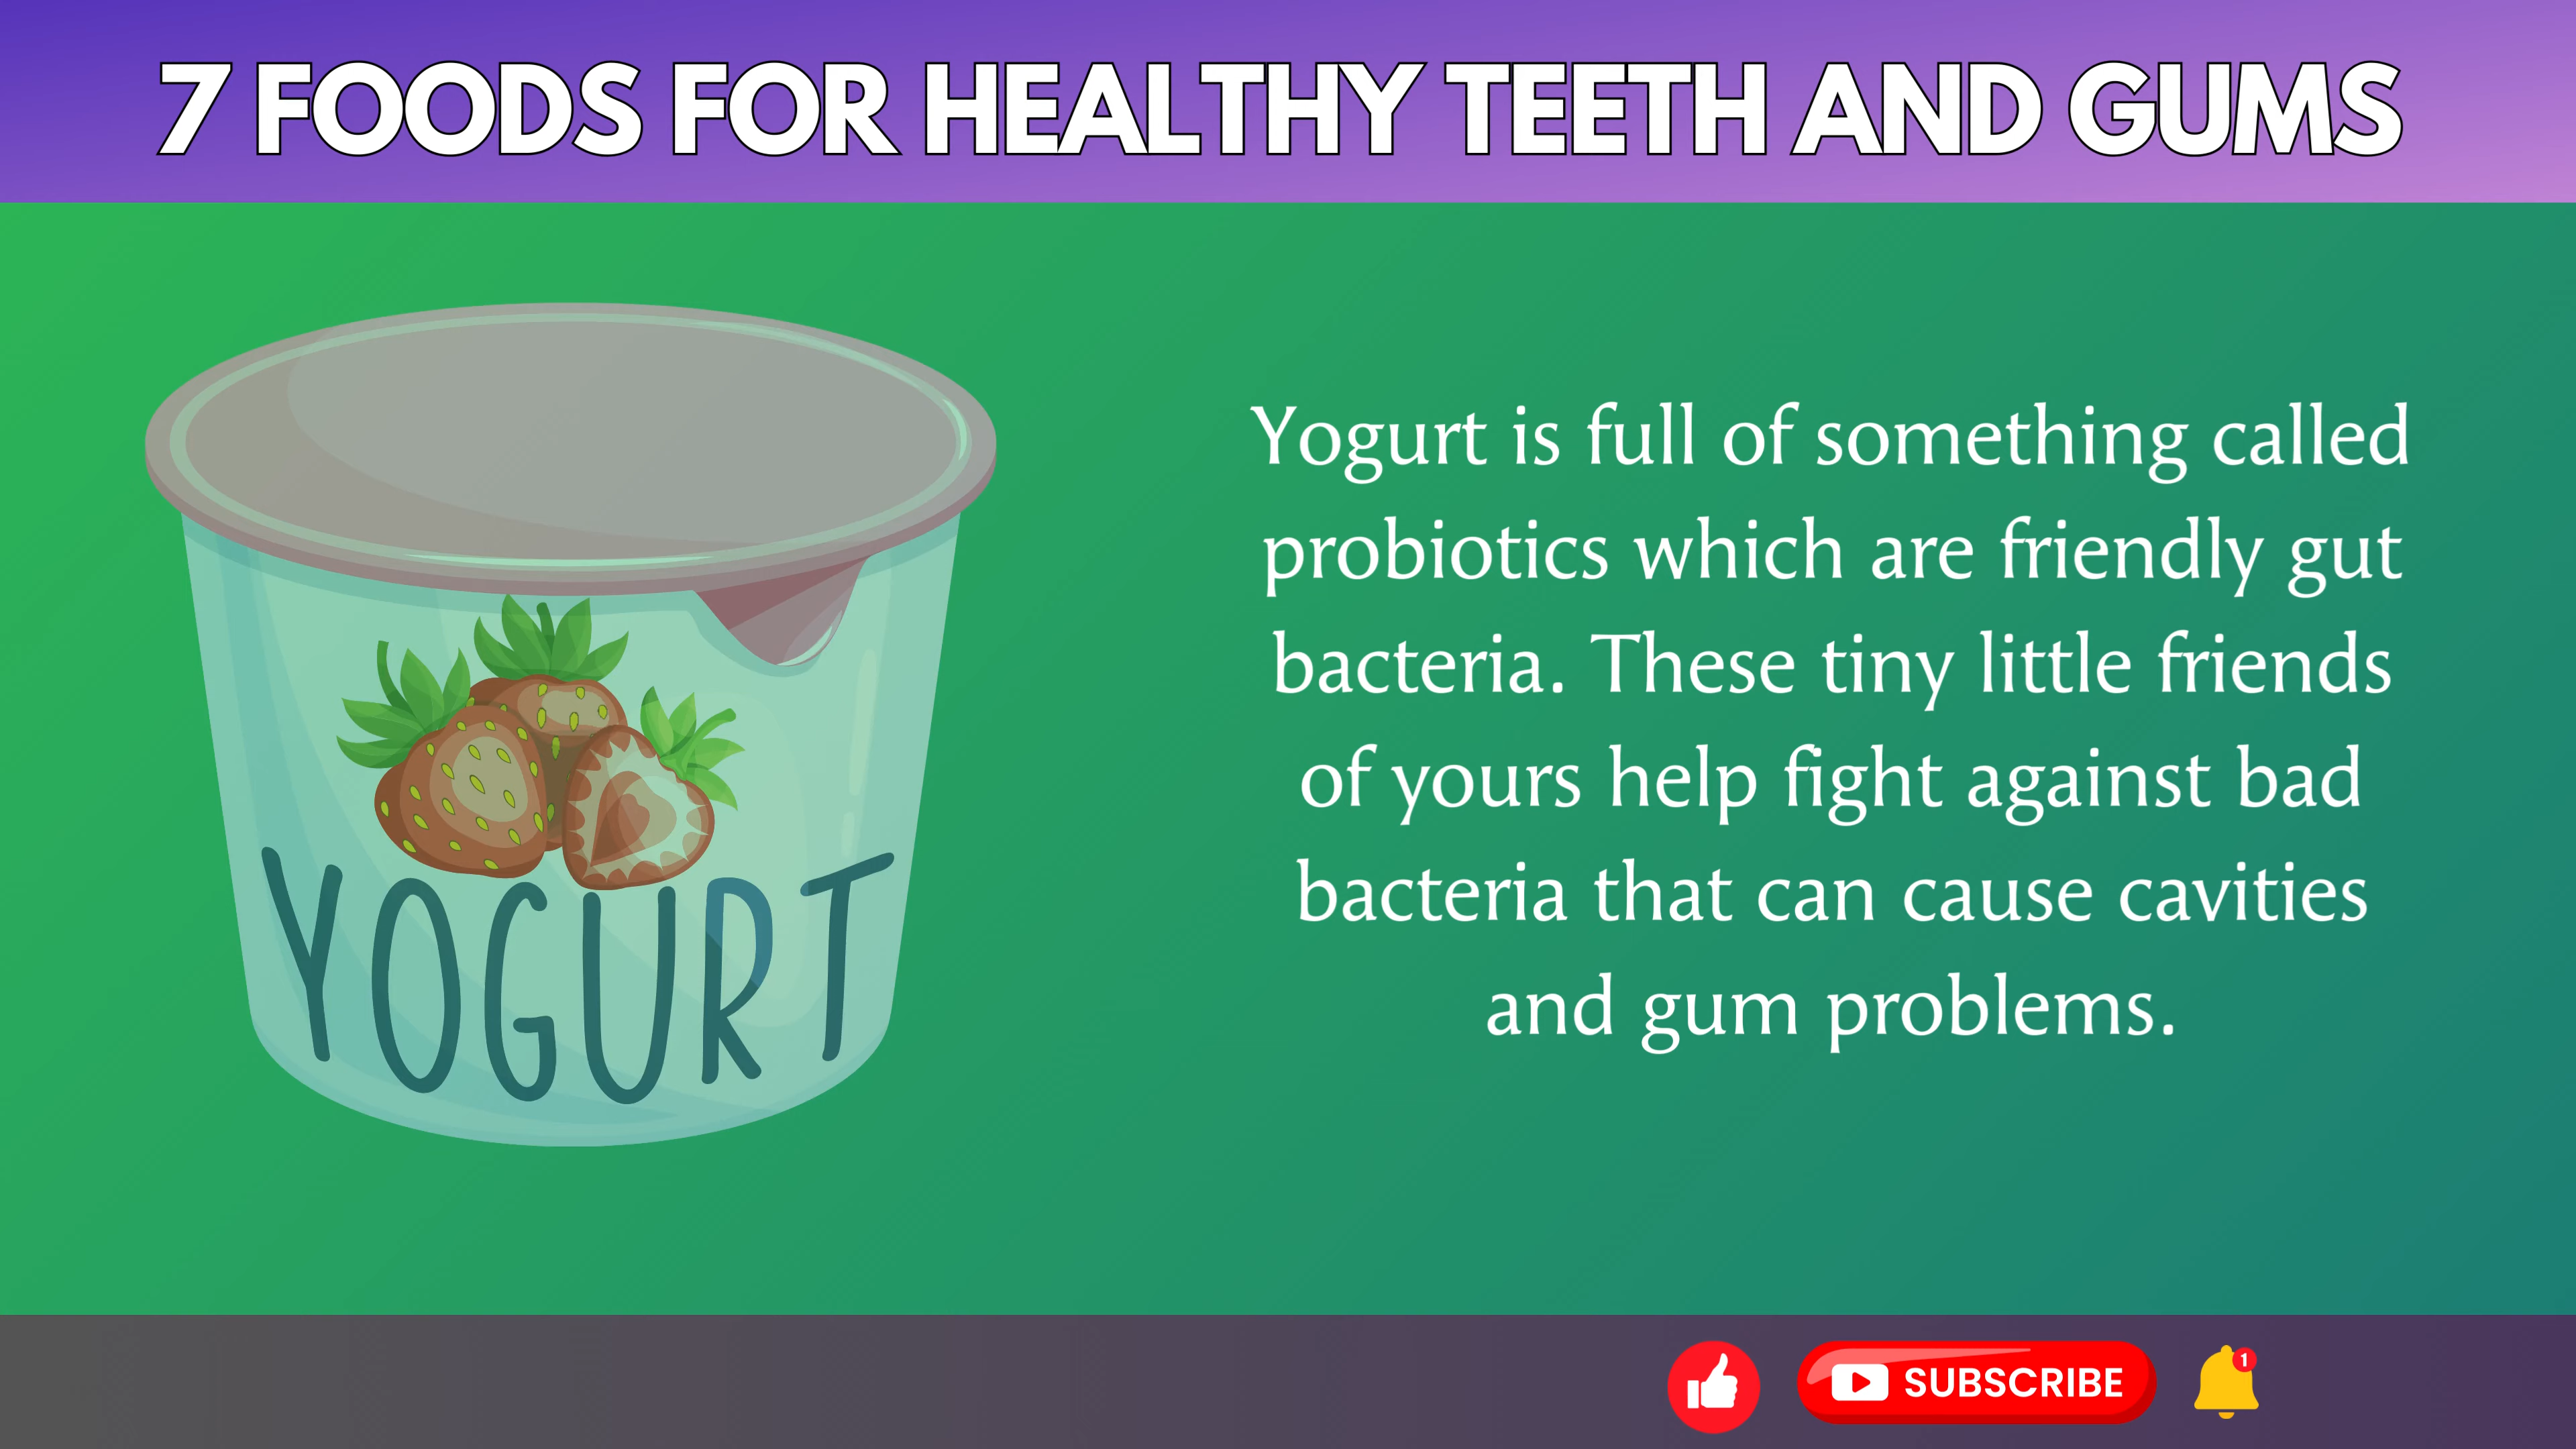 7 FOODS FOR HEALTHY TEETH AND GUMS
YOGURT
Yogurt is full of something called
probiotics which are friendly gut
bacteria. These tiny little friends
of yours help fight against bad
bacteria that can cause cavities
and gum problems.
SUBSCRIBE
1